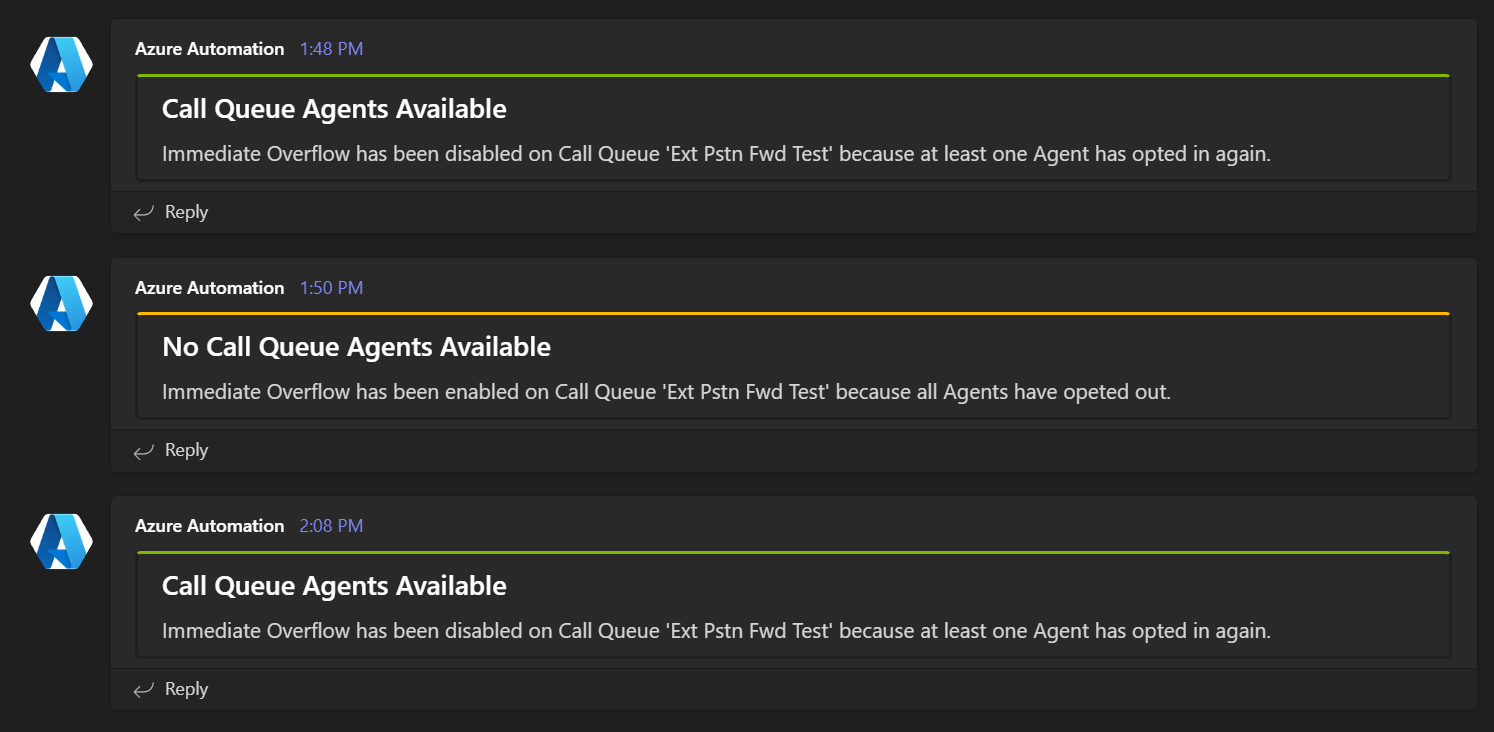 Azure Automation 1:48 PM
Call Queue Agents Available
Immediate Overflow has been disabled on Call Queue 'Ext Pstn Fwd Test' because at least one Agent has opted in again.
Reply
Azure Automation 1:50 PM
No Call Queue Agents Available
Immediate Overflow has been enabled on Call Queue 'Ext Pstn Fwd Test' because all Agents have opeted out.
Reply
Azure Automation 2:08 PM
Call Queue Agents Available
Immediate Overflow has been disabled on Call Queue 'Ext Pstn Fwd Test' because at least one Agent has opted in again.
Reply